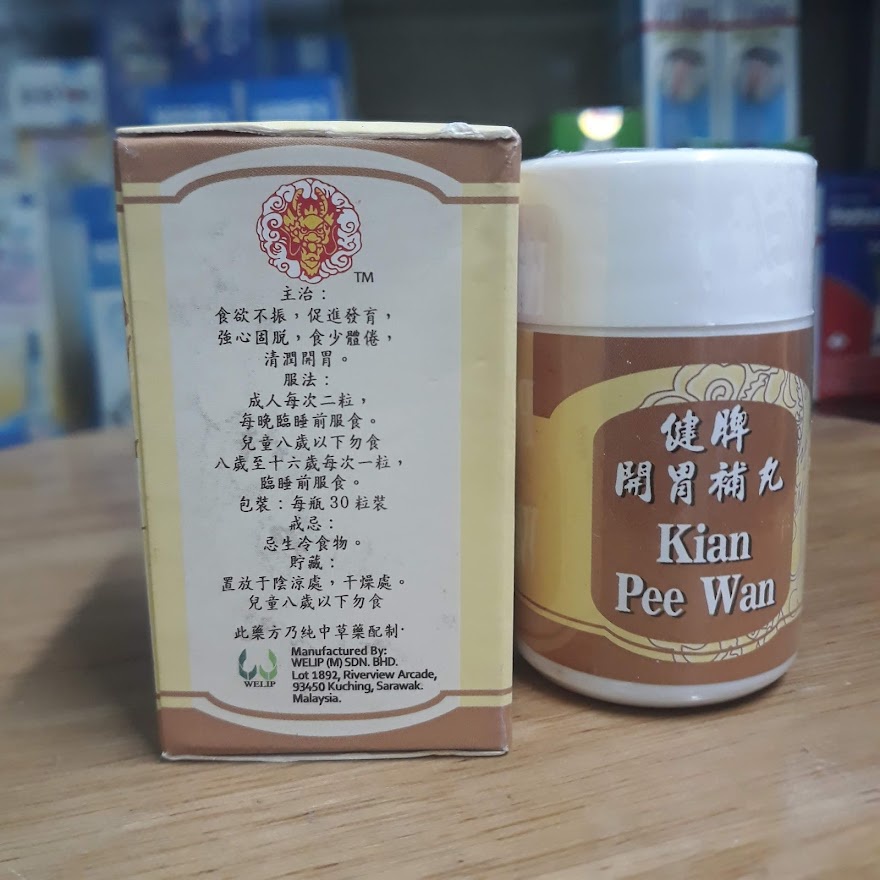 TM
主治：
食欲不振，促進發育，
強心固脱，食少體倦，
清潤開胃。
服法：
成人每次二粒，
每晚臨睡前服食。
兒童八歲以下勿食
八歲至十六歲每次一粒，
臨睡前服食。
包裝：每瓶30粒裝
戒忌：
忌生冷食物。
貯藏：
置放于陰涼處，干燥處。
兒童八歲以下勿食
此藥方乃純中草藥配制·
WELIP
Manufactured By:
WELIP (M) SDN. BHD.
Lot 1892, Riverview Arcade,
93450 Kuching, Sarawak.
Malaysia.
健脾
開胃補丸
Kian
Pee Wan